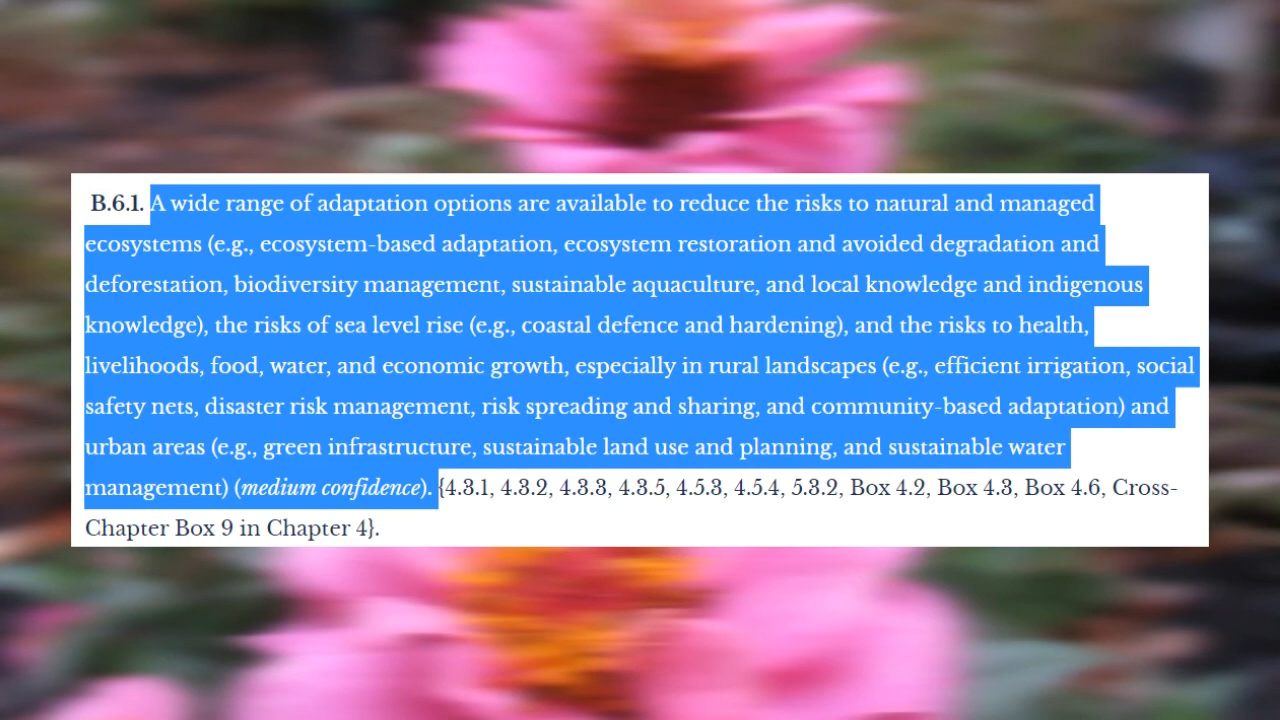 B.6.1. A wide range of adaptation options are available to reduce the risks to natural and managed
ecosystems (e.g., ecosystem-based adaptation, ecosystem restoration and avoided degradation and
deforestation, biodiversity management, sustainable aquaculture, and local knowledge and indigenous
knowledge), the risks of sea level rise (e.g., coastal defence and hardening), and the risks to health,
livelihoods, food, water, and economic growth, especially in rural landscapes (e.g., efficient irrigation, social
safety nets, disaster risk management, risk spreading and sharing, and community-based adaptation) and
urban areas (e.g., green infrastructure, sustainable land use and planning, and sustainable water
management) (medium confidence). {4.3.1, 4.3.2, 4.3.3, 4.3.5, 4.5.3, 4.5.4, 5.3.2, Box 4.2, Box 4.3, Box 4.6, Cross-
Chapter Box 9 in Chapter 4}.